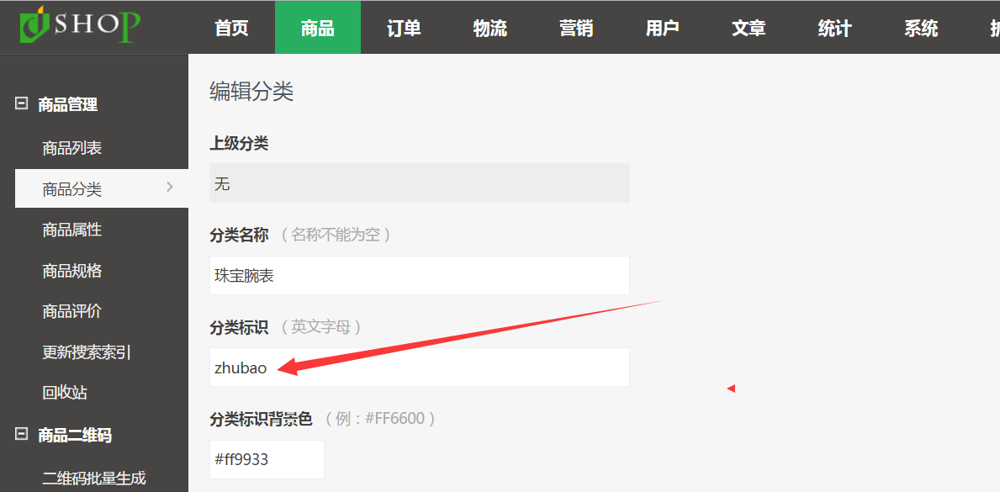 SHOP
首页 商品 订单 物流 营销 用户 文章 统计 系统
商品管理
商品列表
商品分类
商品属性
商品规格
商品评价
更新搜索索引
回收站
商品二维码
二维码批量生成
编辑分类
上级分类
无
分类名称 （ 名称不能为空 ）
珠宝腕表
分类标识 （ 英文字母 ）
zhubao
分类标识背景色 （ 例：#FF6600 ）
#ff9933